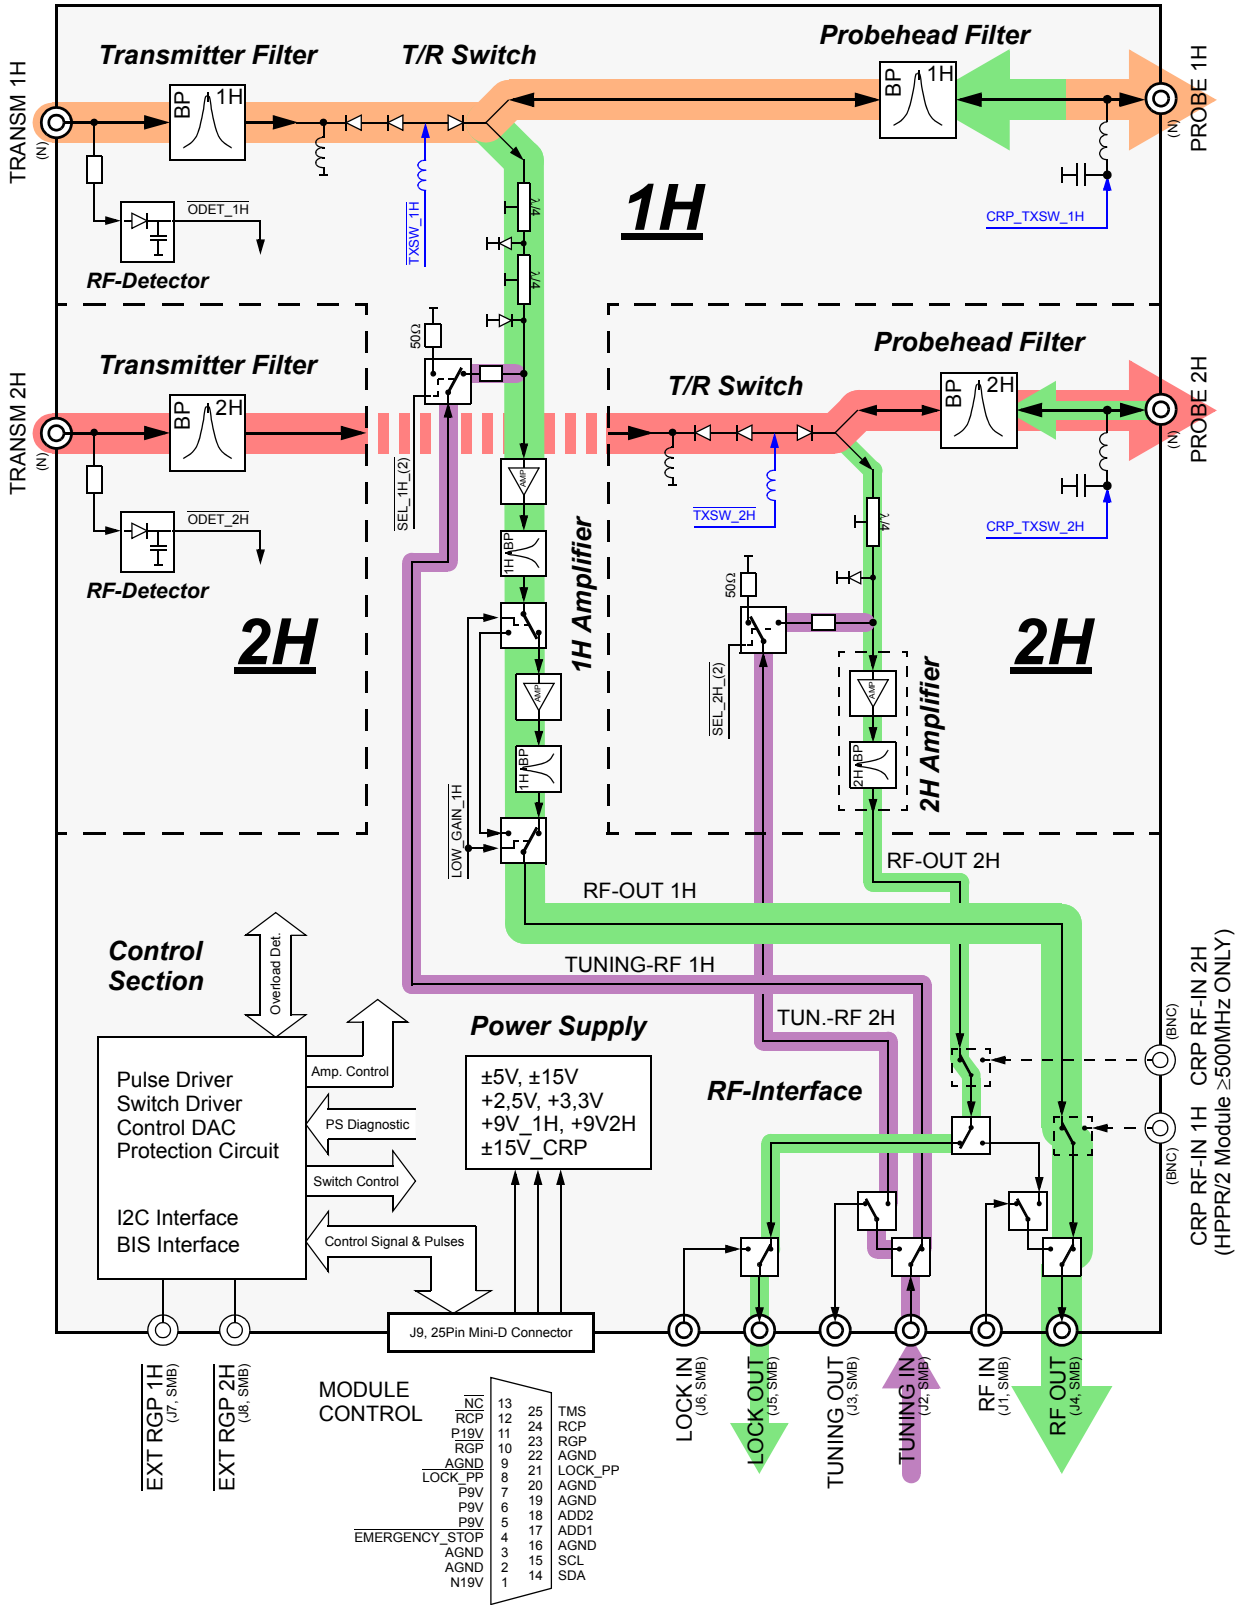 Transmitter Filter
T/R Switch
Probehead Filter
TRANSM 1H
(N)
BP
1H
BP
1H
PROBE 1H
(N)
ODET_1H
RF-Detector
TXSW_1H
λ/4
λ/4
1H
CRP_TXSW_1H
50Ω
Transmitter Filter
Probehead Filter
T/R Switch
TRANSM 2H
(N)
BP
2H
BP
2H
PROBE 2H
(N)
SEL_1H_(2)
ODET_2H
RF-Detector
TXSW_2H
λ/4
CRP_TXSW_2H
AMP
1H BP
1H Amplifier
50Ω
2H
2H
SEL_2H_(2)
AMP
AMP
2H Amplifier
1H BP
2H BP
LOW_GAIN_1H
RF-OUT 2H
RF-OUT 1H
Control
Section
Overload Det.
TUNING-RF 1H
Power Supply
TUN.-RF 2H
RF-Interface
(BNC)
(BNC)
CRP RF-IN 1H CRP RF-IN 2H
(HPPR/2 Module ≥500MHz ONLY)
Pulse Driver
Switch Driver
Control DAC
Protection Circuit
I2C Interface
BIS Interface
Amp. Control
PS Diagnostic
Switch Control
Control Signal & Pulses
±5V, ±15V
+2,5V, +3,3V
+9V_1H, +9V2H
±15V_CRP
J9, 25Pin Mini-D Connector
EXT RGP 1H
(J7, SMB)
EXT RGP 2H
(J8, SMB)
LOCK IN
(J6, SMB)
LOCK OUT
(J5, SMB)
TUNING OUT
(J3, SMB)
TUNING IN
(J2, SMB)
RF IN
(J1, SMB)
RF OUT
(J4, SMB)
MODULE
CONTROL
NC 13
RCP 12
P19V 11
RGP 10
AGND 9
LOCK_PP 8
P9V 7
P9V 6
P9V 5
EMERGENCY_STOP 4
AGND 3
AGND 2
N19V 1
25 TMS
24 RCP
23 RGP
22 AGND
21 LOCK_PP
20 AGND
19 AGND
18 ADD2
17 ADD1
16 AGND
15 SCL
14 SDA